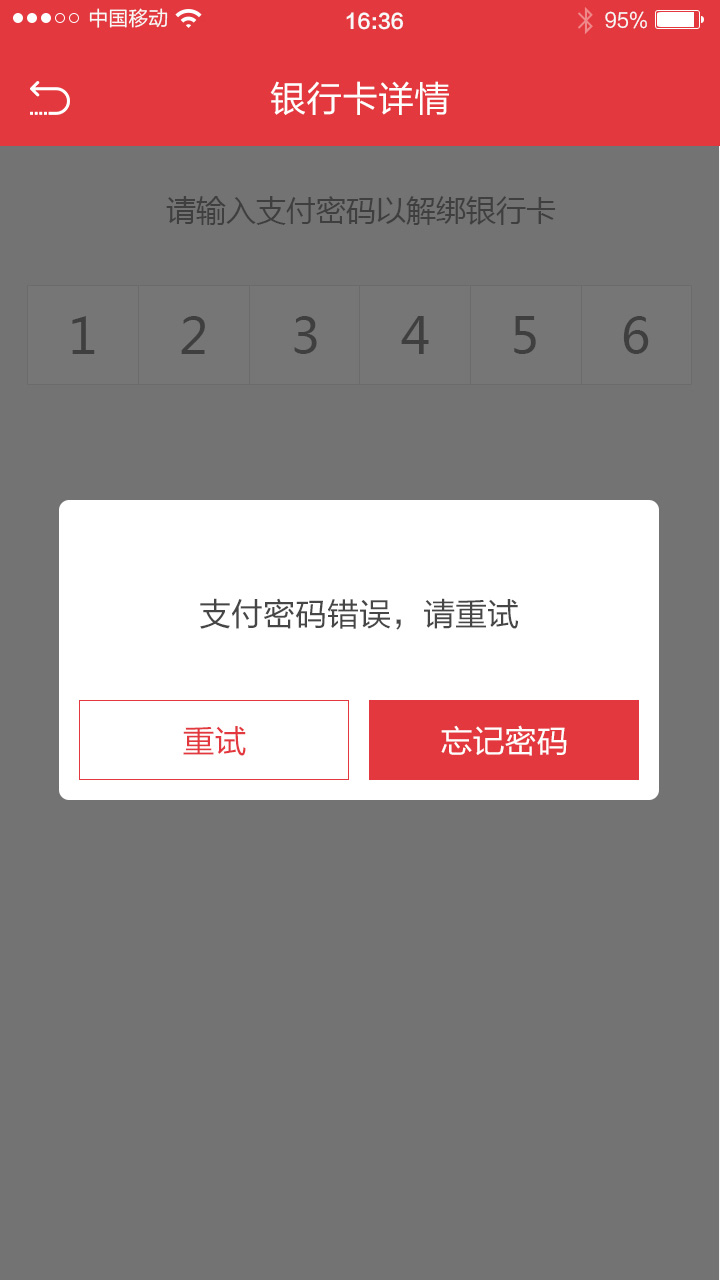 中国移动 16:36 95%
银行卡详情
请输入支付密码以解绑银行卡
1 2 3 4 5 6
支付密码错误，请重试
重试 忘记密码